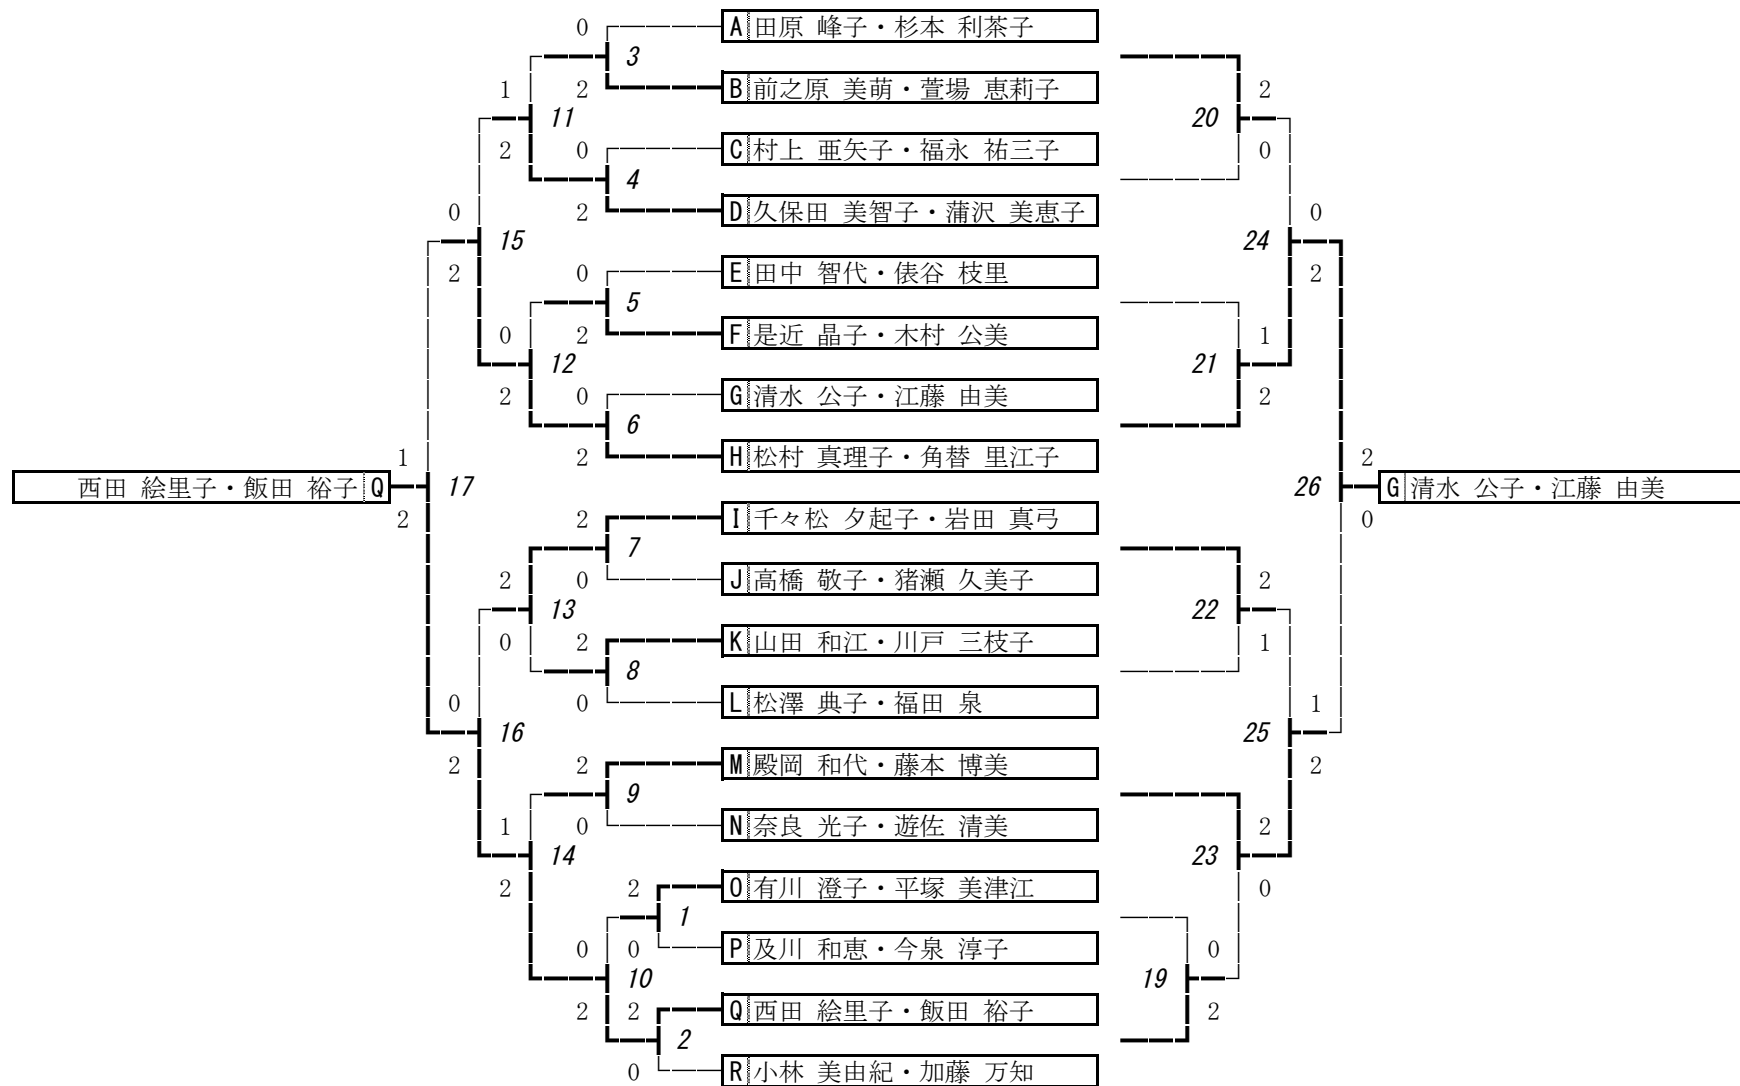 0 A 田原 峰子・杉本 利茶子
3
1 2 B 前之原 美萌・萱場 恵莉子 2
11 20
2 0 C 村上 亜矢子・福永 祐三子 0
4
0 2 D 久保田 美智子・蒲沢 美恵子 0
15 24
2 0 E 田中 智代・俵谷 枝里 2
5
0 2 F 是近 晶子・木村 公美 1
12 21
2 0 G 清水 公子・江藤 由美 2
6
1 2 H 松村 真理子・角替 里江子 2
西田 絵里子・飯田 裕子 Q 17 26 G 清水 公子・江藤 由美
2 2 I 千々松 夕起子・岩田 真弓 0
7
2 0 J 高橋 敬子・猪瀬 久美子 2
13 22
0 2 K 山田 和江・川戸 三枝子 1
8
0 0 L 松澤 典子・福田 泉 1
16 25
2 2 M 殿岡 和代・藤本 博美 2
9
1 0 N 奈良 光子・遊佐 清美 2
14 23
2 2 O 有川 澄子・平塚 美津江 0
1
0 0 P 及川 和恵・今泉 淳子 0
10 19
2 2 Q 西田 絵里子・飯田 裕子 2
2
0 R 小林 美由紀・加藤 万知